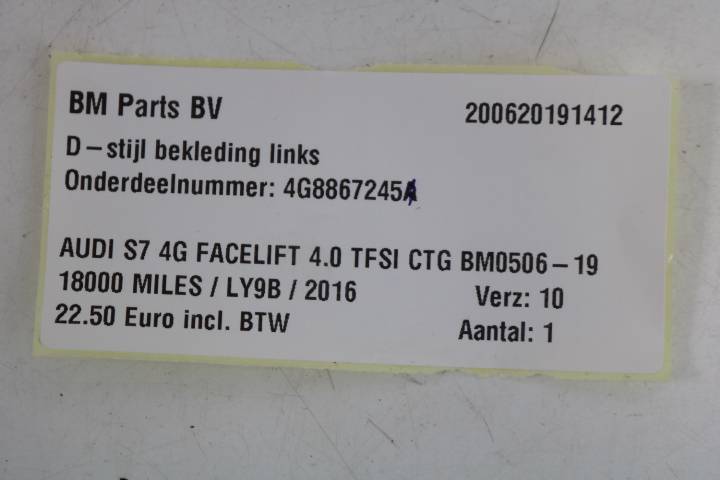 BM Parts BV 200620191412
D-stijl bekleding links
Onderdeelnummer: 4G8867245A
AUDI S7 4G FACELIFT 4.0 TFSI CTG BM0506-19
18000 MILES / LY9B / 2016 Verz: 10
22.50 Euro incl. BTW Aantal: 1